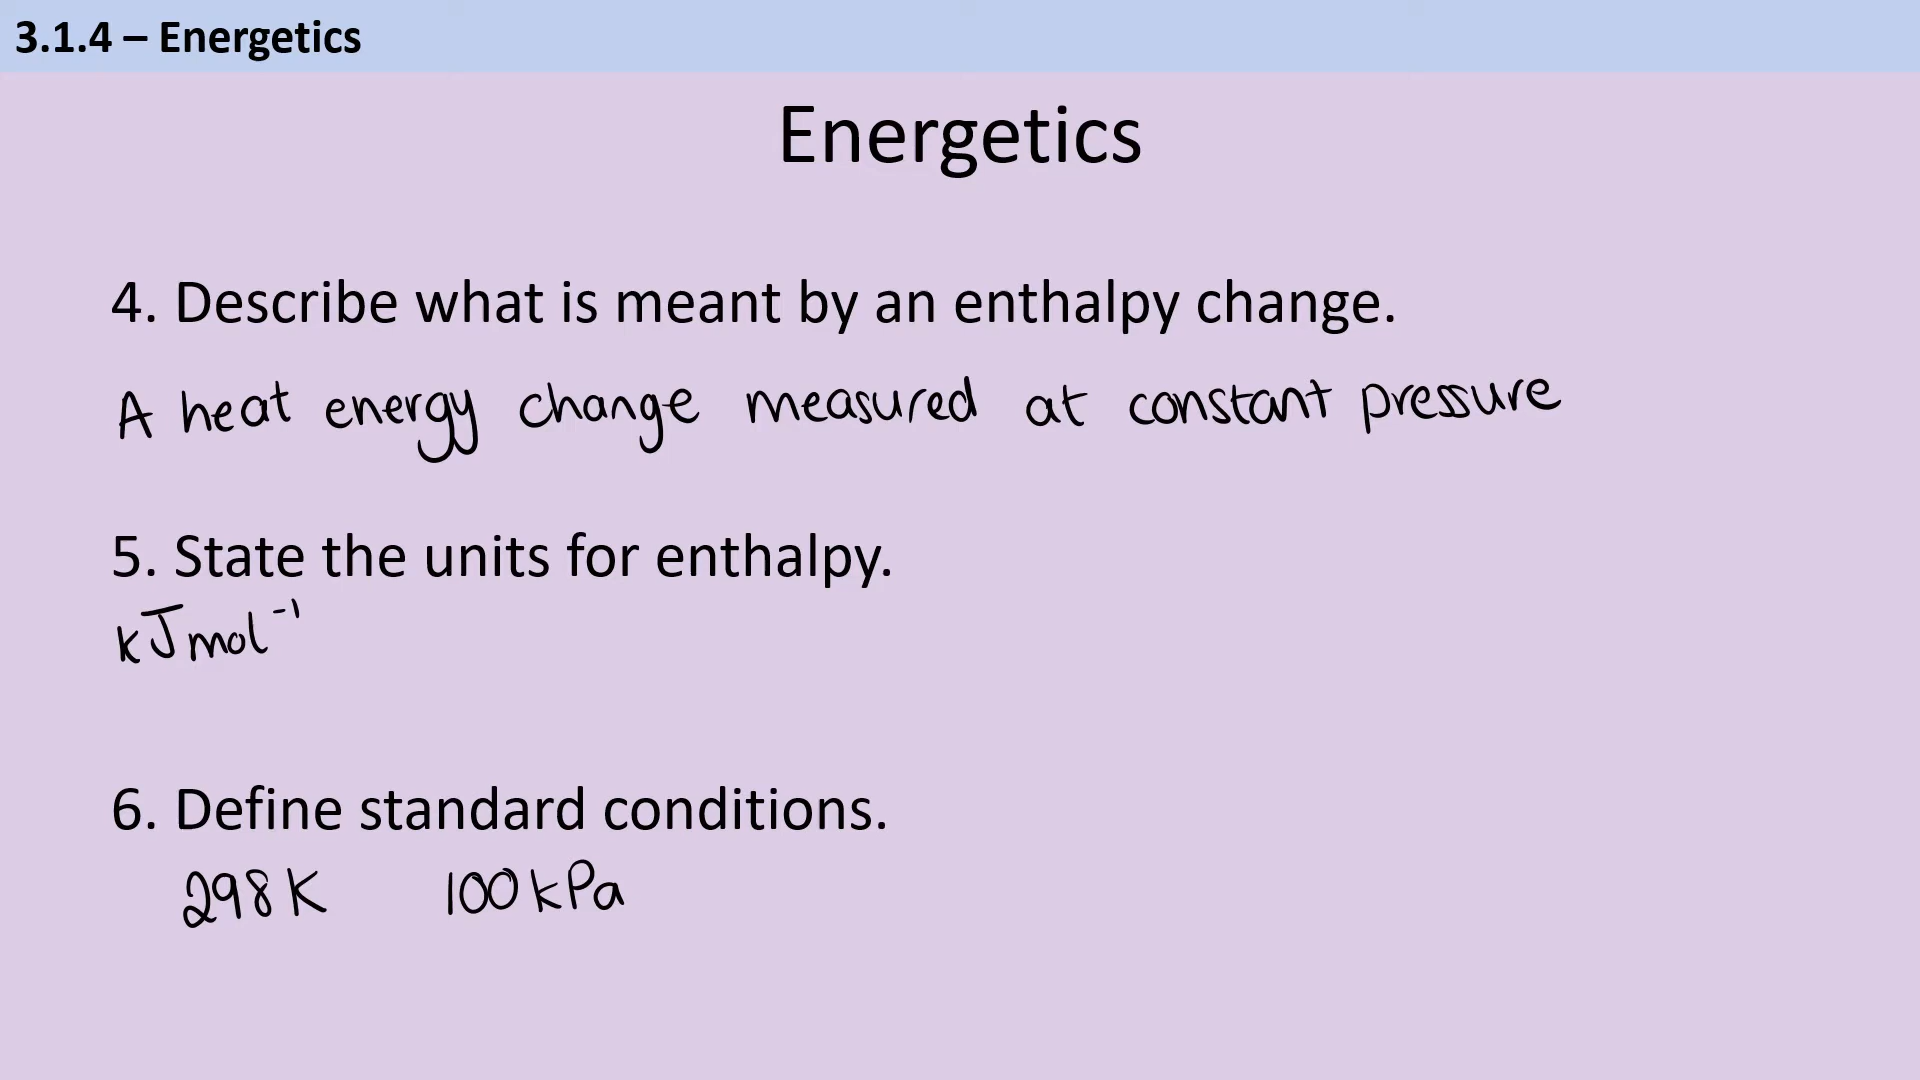 3.1.4 – Energetics
Energetics
4. Describe what is meant by an enthalpy change.
A heat energy change measured at constant pressure
5. State the units for enthalpy.
kJmol⁻¹
6. Define standard conditions.
298K 100kPa